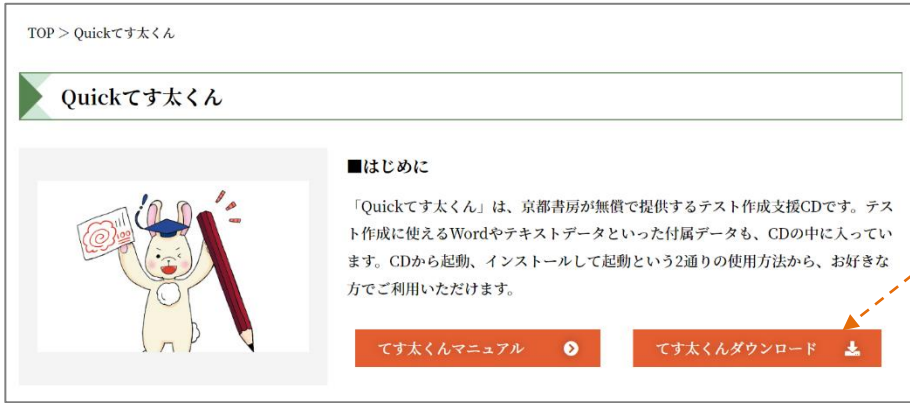 TOP > Quickてす太くん
Quickてす太くん
■はじめに
「Quickてす太くん」は、京都書房が無償で提供するテスト作成支援CDです。テス
ト作成に使えるWordやテキストデータといった付属データも、CDの中に入ってい
ます。CDから起動、インストールして起動という2通りの使用方法から、お好きな
方でご利用いただけます。
てす太くんマニュアル
てす太くんダウンロード